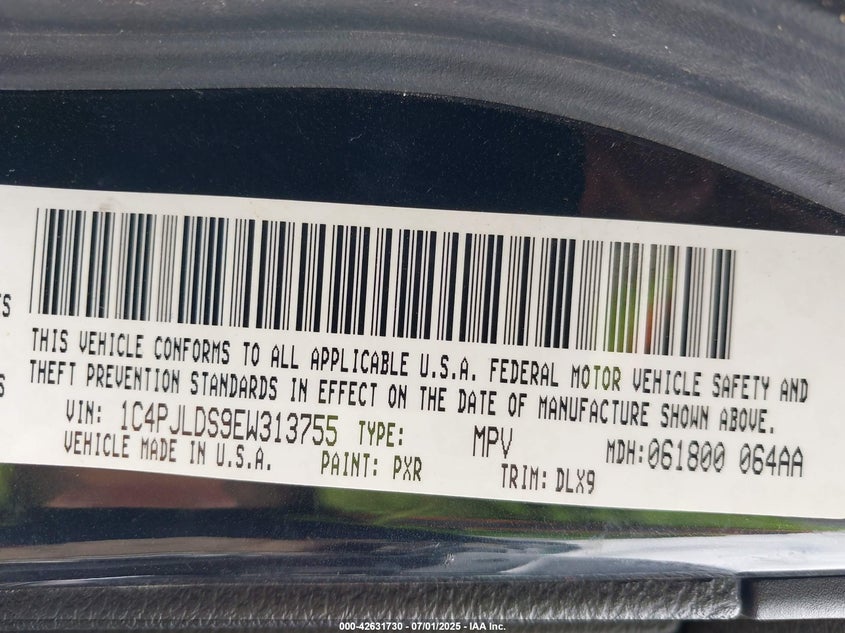 THIS VEHICLE CONFORMS TO ALL APPLICABLE U.S.A. FEDERAL MOTOR VEHICLE SAFETY AND
THEFT PREVENTION STANDARDS IN EFFECT ON THE DATE OF MANUFACTURE SHOWN ABOVE.
VIN: 1C4PJLDS9EW313755 TYPE: MPV MDH:061800 064AA
VEHICLE MADE IN U.S.A. PAINT: PXR TRIM: DLX9
000-42631730 - 07/01/2025 - IAA Inc.